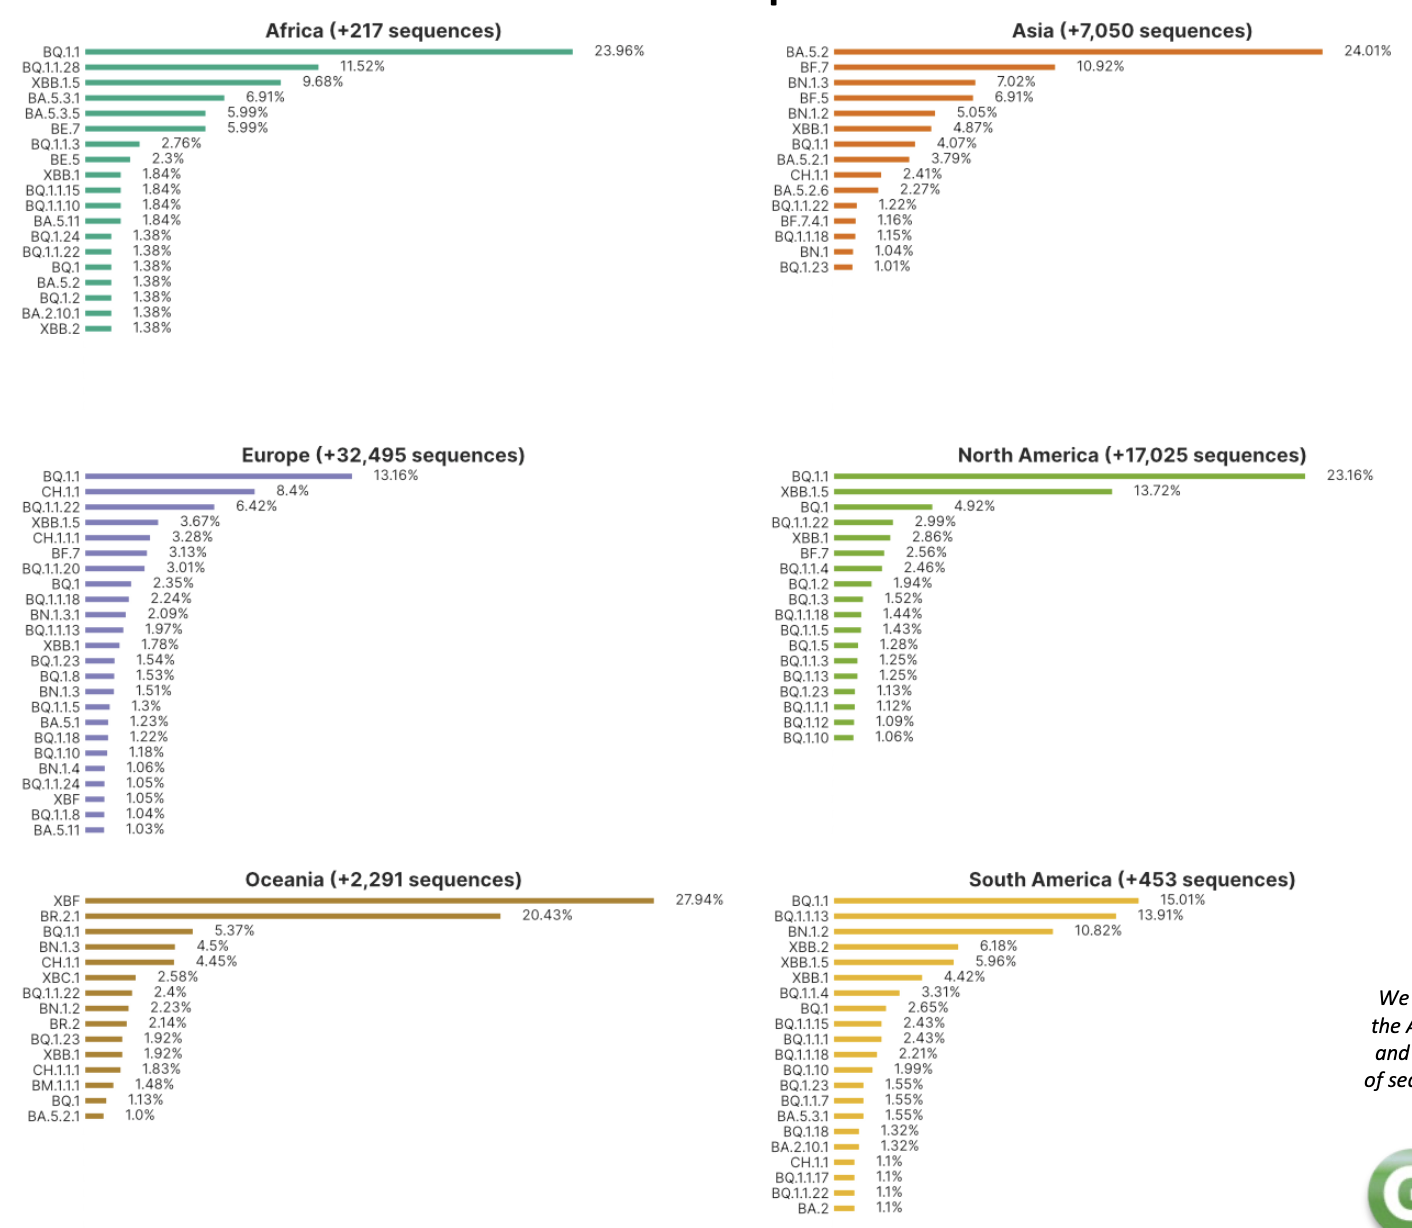 Africa (+217 sequences)
BQ.1.1 23.96%
BQ.1.1.28 11.52%
XBB.1.5 9.68%
BA.5.3.1 6.91%
BA.5.3.5 5.99%
BE.7 5.99%
BQ.1.1.3 2.76%
BE.5 2.3%
XBB.1 1.84%
BQ.1.1.15 1.84%
BQ.1.1.10 1.84%
BA.5.11 1.84%
BQ.1.24 1.38%
BQ.1.1.22 1.38%
BQ.1 1.38%
BA.5.2 1.38%
BQ.1.2 1.38%
BA.2.10.1 1.38%
XBB.2 1.38%
Asia (+7,050 sequences)
BA.5.2 24.01%
BF.7 10.92%
BN.1.3 7.02%
BF.5 6.91%
BN.1.2 5.05%
XBB.1 4.87%
BQ.1.1 4.07%
BA.5.2.1 3.79%
CH.1.1 2.41%
BA.5.2.6 2.27%
BQ.1.1.22 1.22%
BF.7.4.1 1.16%
BQ.1.1.18 1.15%
BN.1 1.04%
BQ.1.23 1.01%
Europe (+32,495 sequences)
BQ.1.1 13.16%
CH.1.1 8.4%
BQ.1.1.22 6.42%
XBB.1.5 3.67%
CH.1.1.1 3.28%
BF.7 3.13%
BQ.1.1.20 3.01%
BQ.1 2.35%
BQ.1.1.18 2.24%
BN.1.3.1 2.09%
BQ.1.1.13 1.97%
XBB.1 1.78%
BQ.1.23 1.54%
BQ.1.8 1.53%
BN.1.3 1.51%
BQ.1.1.5 1.3%
BA.5.1 1.23%
BQ.1.18 1.22%
BQ.1.10 1.18%
BN.1.4 1.06%
BQ.1.1.24 1.05%
XBF 1.05%
BQ.1.1.8 1.04%
BA.5.11 1.03%
North America (+17,025 sequences)
BQ.1.1 23.16%
XBB.1.5 13.72%
BQ.1 4.92%
BQ.1.1.22 2.99%
XBB.1 2.86%
BF.7 2.56%
BQ.1.1.4 2.46%
BQ.1.2 1.94%
BQ.1.3 1.52%
BQ.1.1.18 1.44%
BQ.1.1.5 1.43%
BQ.1.5 1.28%
BQ.1.1.3 1.25%
BQ.1.13 1.25%
BQ.1.23 1.13%
BQ.1.1.1 1.12%
BQ.1.12 1.09%
BQ.1.10 1.06%
Oceania (+2,291 sequences)
XBF 27.94%
BR.2.1 20.43%
BQ.1.1 5.37%
BN.1.3 4.5%
CH.1.1 4.45%
XBC.1 2.58%
BQ.1.1.22 2.4%
BN.1.2 2.23%
BR.2 2.14%
BQ.1.23 1.92%
XBB.1 1.92%
CH.1.1.1 1.83%
BM.1.1.1 1.48%
BQ.1 1.13%
BA.5.2.1 1.0%
South America (+453 sequences)
BQ.1.1 15.01%
BQ.1.1.13 13.91%
BN.1.2 10.82%
XBB.2 6.18%
XBB.1.5 5.96%
XBB.1 4.42%
BQ.1.1.4 3.31%
BQ.1 2.65%
BQ.1.1.15 2.43%
BQ.1.1.1 2.43%
BQ.1.1.18 2.21%
BQ.1.10 1.99%
BQ.1.23 1.55%
BQ.1.1.7 1.55%
BA.5.3.1 1.55%
BQ.1.18 1.32%
BA.2.10.1 1.32%
CH.1.1 1.1%
BQ.1.1.17 1.1%
BQ.1.1.22 1.1%
BA.2 1.1%
We
the
and
of